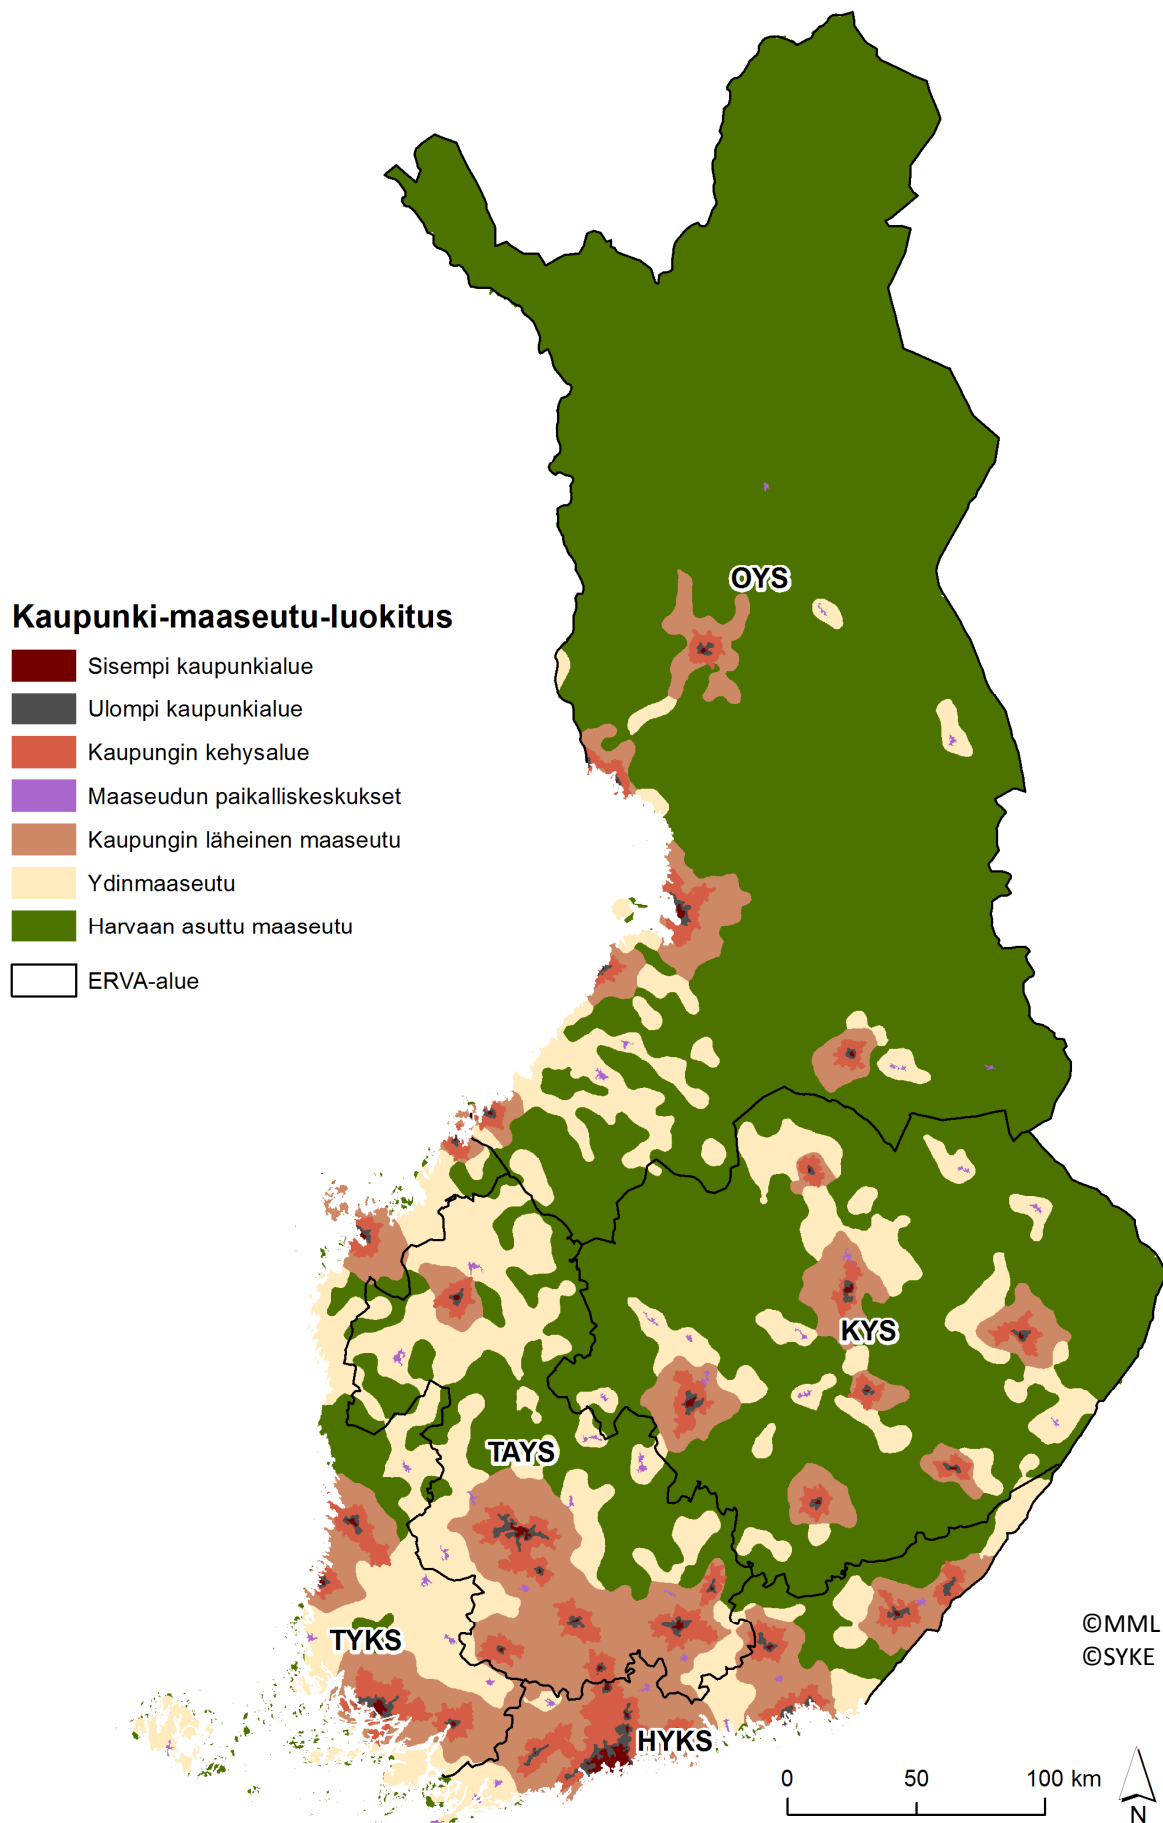 OYS
Kaupunki-maaseutu-luokitus
Sisempi kaupunkialue
Ulompi kaupunkialue
Kaupungin kehysalue
Maaseudun paikalliskeskukset
Kaupungin läheinen maaseutu
Ydinmaaseutu
Harvaan asuttu maaseutu
ERVA-alue
KYS
TAYS
TYKS
HYKS
©MML
©SYKE
0 50 100 km
N